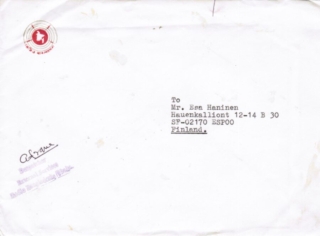 To
Mr. Esa Haninen
Hauenkalliont 12-14 B 30
SF-02170 ESPOO
Finland.